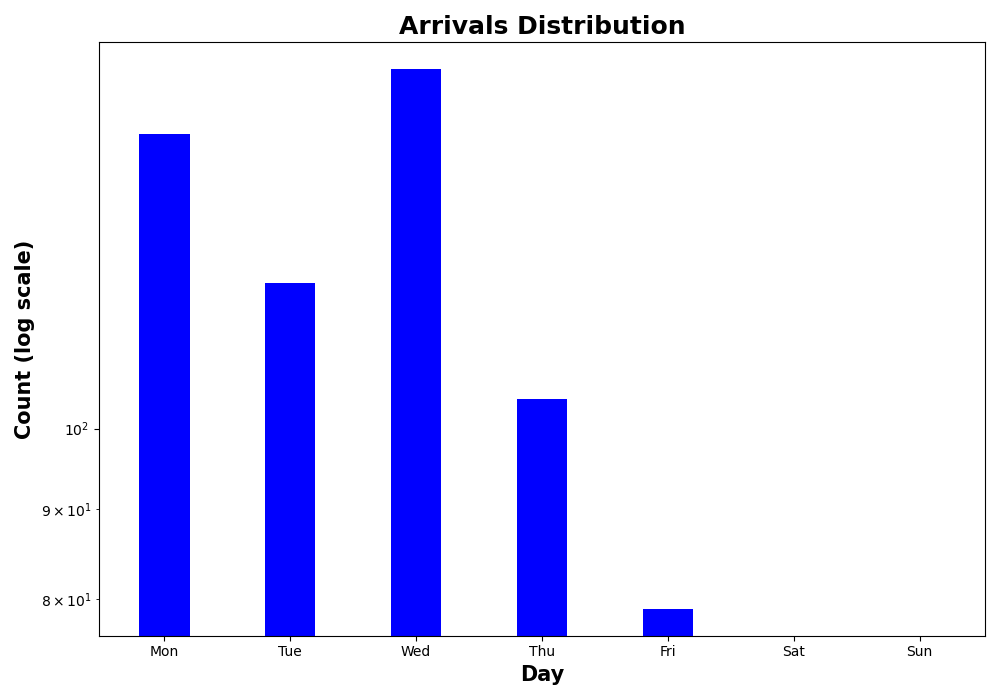 Arrivals Distribution
Count (log scale)
10²
9 × 10¹
8 × 10¹
Mon Tue Wed Thu Fri Sat Sun
Day